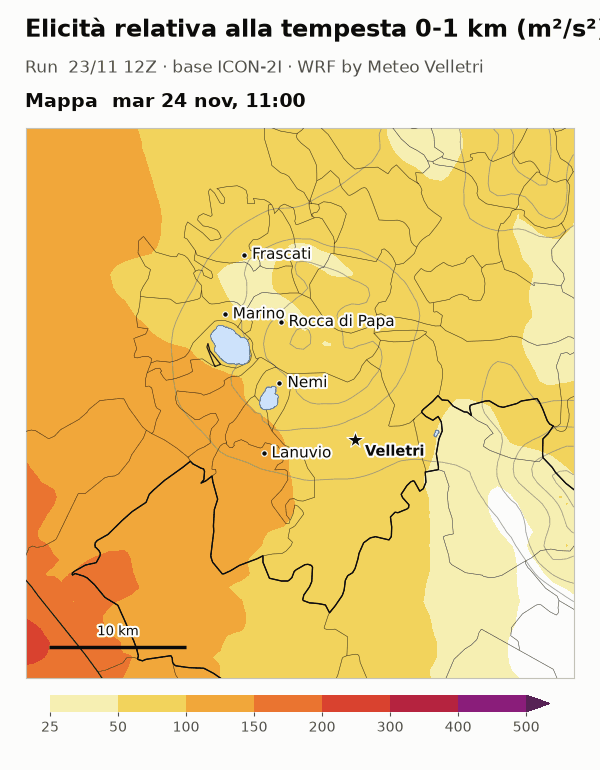 Elicità relativa alla tempesta 0-1 km (m²/s²)
Run 23/11 12Z · base ICON-2I · WRF by Meteo Velletri
Mappa mar 24 nov, 11:00
Frascati
Marino
Rocca di Papa
Nemi
Velletri
Lanuvio
10 km
25 50 100 150 200 300 400 500